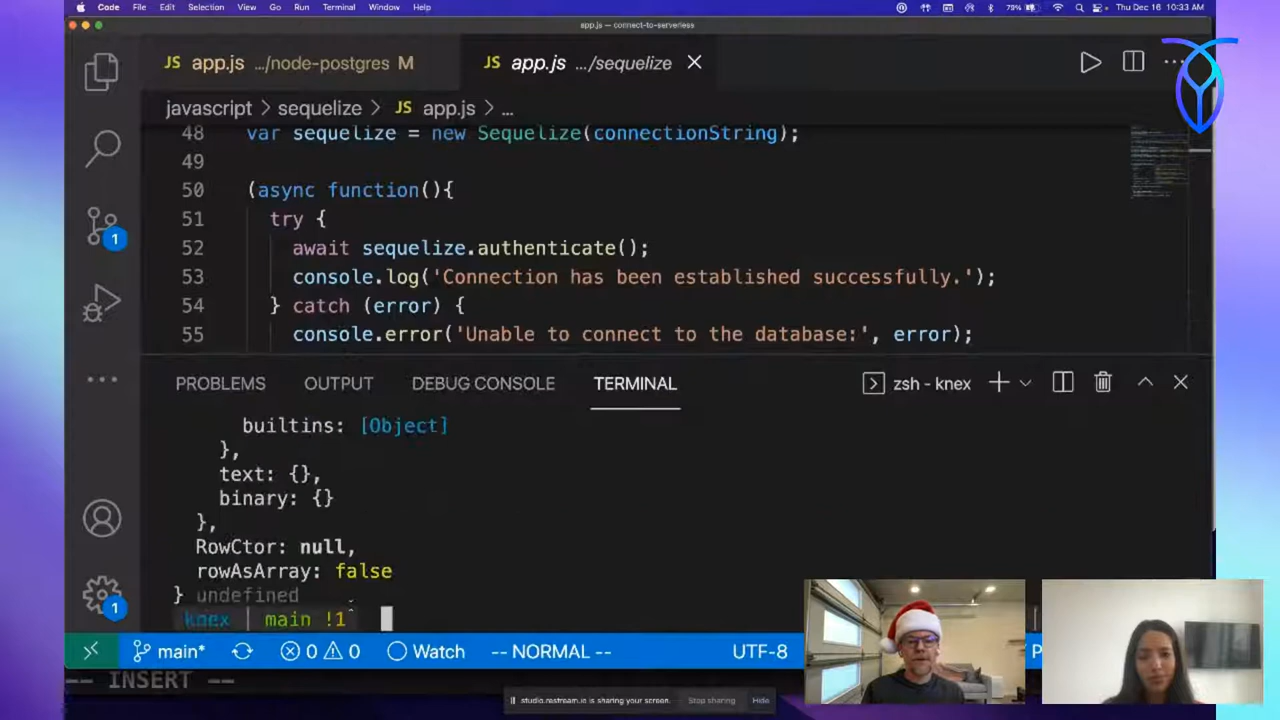 Code File Edit Selection View Go Run Terminal Window Help 79% Thu Dec 16 10:33 AM
app.js — connect-to-serverless
JS app.js .../node-postgres M JS app.js .../sequelize
javascript > sequelize > JS app.js > ...
48 var sequelize = new Sequelize(connectionString);
49
50 (async function(){
51 try {
52 await sequelize.authenticate();
53 console.log('Connection has been established successfully.');
54 } catch (error) {
55 console.error('Unable to connect to the database:', error);
1
PROBLEMS OUTPUT DEBUG CONSOLE TERMINAL zsh - knex
builtins: [Object]
},
text: {},
binary: {}
},
RowCtor: null,
rowAsArray: false
} undefined
knex | main !1
1
main* 0 0 Watch -- NORMAL -- UTF-8
-- INSERT --
studio.restream.io is sharing your screen. Stop sharing Hide